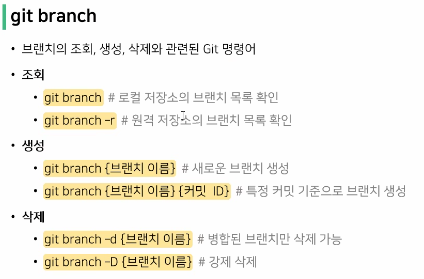 git branch
• 브랜치의 조회, 생성, 삭제와 관련된 Git 명령어
• 조회
• git branch # 로컬 저장소의 브랜치 목록 확인
• git branch -r # 원격 저장소의 브랜치 목록 확인
• 생성
• git branch {브랜치 이름} # 새로운 브랜치 생성
• git branch {브랜치 이름} {커밋 ID} # 특정 커밋 기준으로 브랜치 생성
• 삭제
• git branch -d {브랜치 이름} # 병합된 브랜치만 삭제 가능
• git branch -D {브랜치 이름} # 강제 삭제